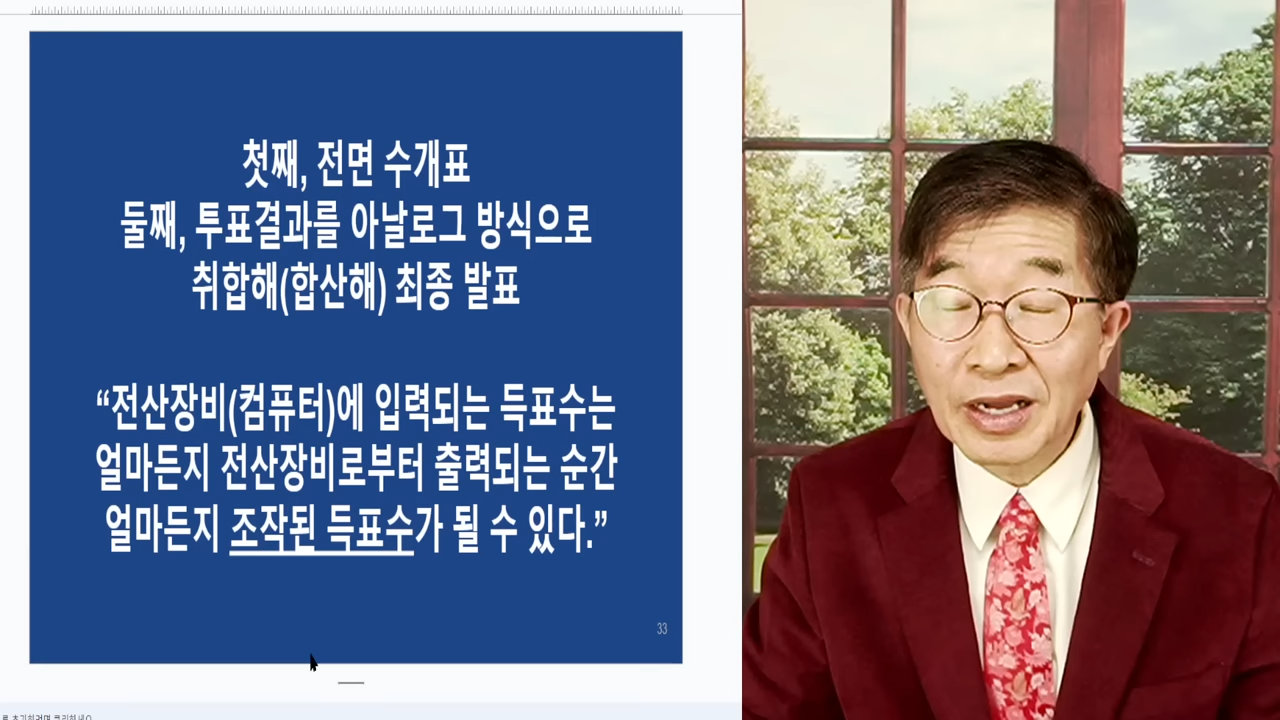 첫째, 전면 수개표
둘째, 투표결과를 아날로그 방식으로
취합해(합산해) 최종 발표
“전산장비(컴퓨터)에 입력되는 득표수는
얼마든지 전산장비로부터 출력되는 순간
얼마든지 조작된 득표수가 될 수 있다.”
33